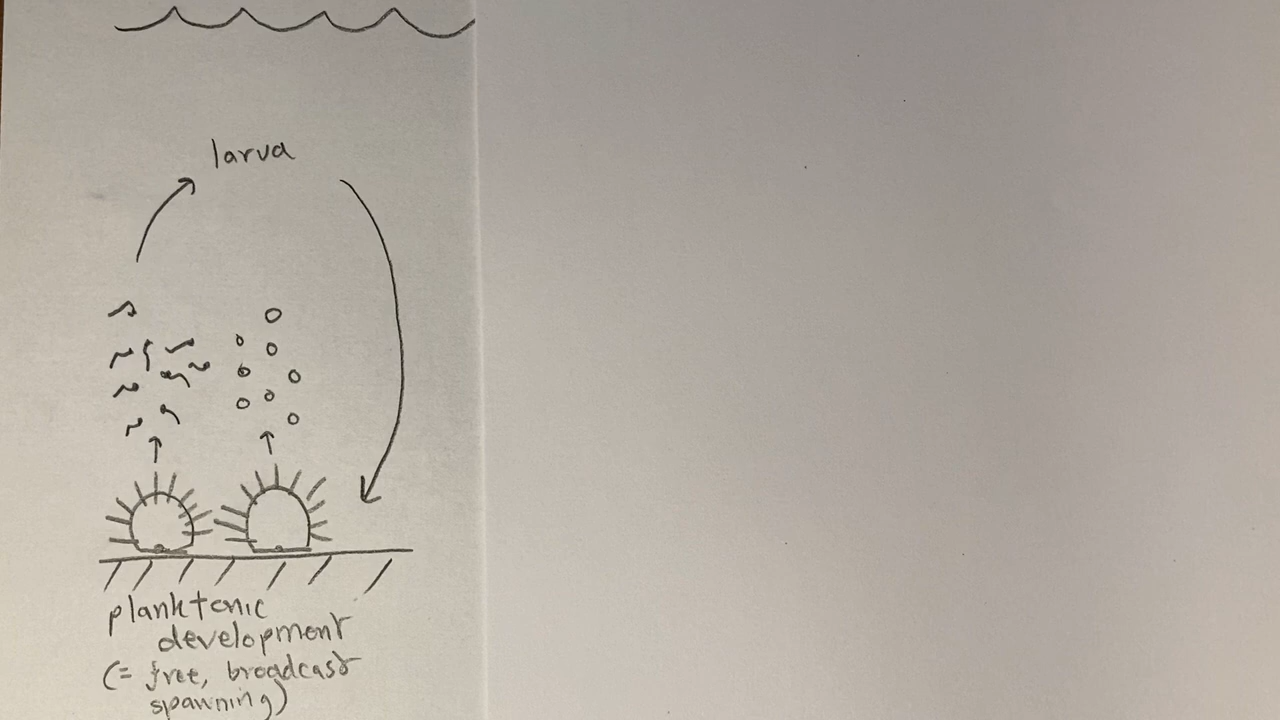 larva
planktonic
development
(= free, broadcast
spawning)